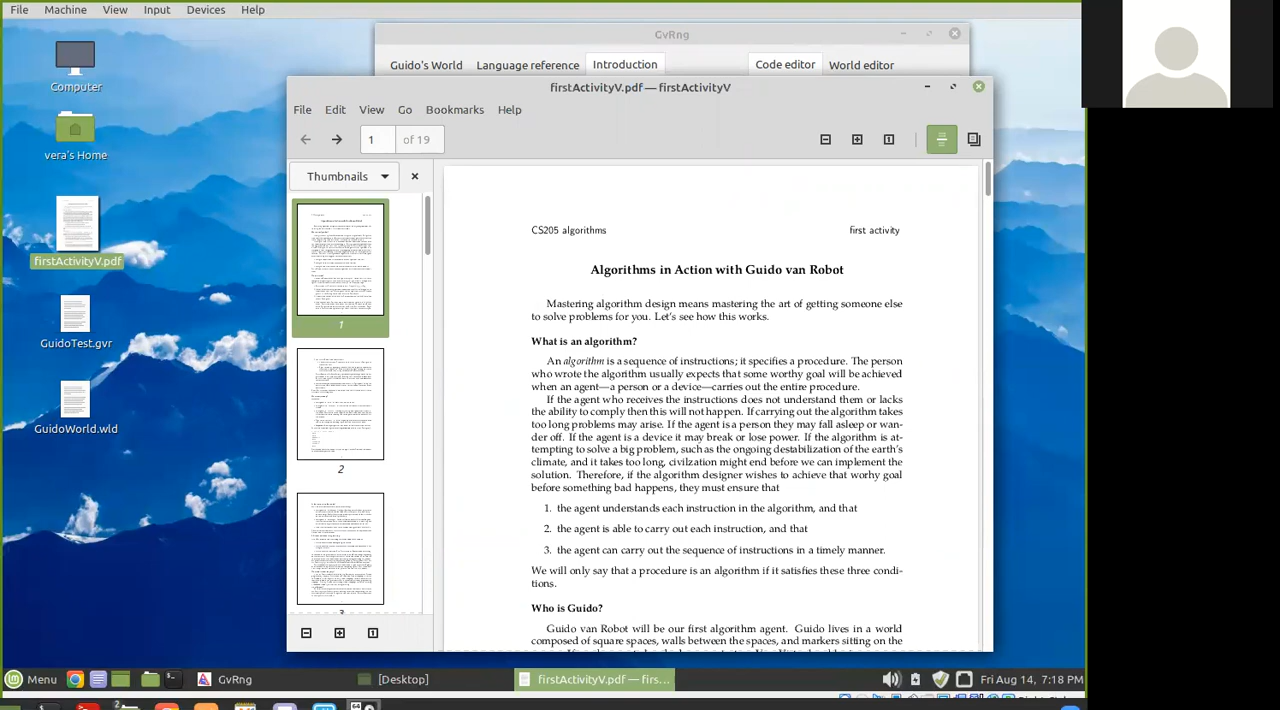 File Machine View Input Devices Help
GvRng
Guido's World Language reference Introduction Code editor World editor
Computer
vera's Home
firstActivityV.pdf
GuidoTest.gvr
GuidoWorld.wld
firstActivityV.pdf — firstActivityV
File Edit View Go Bookmarks Help
1 of 19
Thumbnails
1
2
3
CS205 algorithms first activity
Algorithms in Action with Guido van Robot
Mastering algorithm design means mastering the art of getting someone else
to solve problems for you. Let's see how this works.
What is an algorithm?
An algorithm is a sequence of instructions; it specifies a procedure. The person
who wrote the algorithm usually expects that some worthy goal will be achieved
when an agent—a person or a device—carries out the entire procedure.
If the agent who receives the instructions does not understand them or lacks
the ability to comply then this will not happen. If carrying out the algorithm takes
too long problems may arise. If the agent is a person they may fall asleep or wan-
der off. If the agent is a device it may break or lose power. If the algorithm is at-
tempting to solve a big problem, such as the ongoing destabilization of the earth's
climate, and it takes too long, civilzation might end before we can implement the
solution. Therefore, if the algorithm designer wishes to achieve that worhy goal
before something bad happens, they must ensure that
1. the agent understands each instruction in the algorithm, and that
2. the agent is able to carry out each instruction, and that
3. the agent can carry out the sequence of instructions in a timely manner.
We will only say that a procedure is an algorithm if it satisfies these three condi-
tions.
Who is Guido?
Guido van Robot will be our first algorithm agent. Guido lives in a world
composed of square spaces, walls between the spaces, and markers sitting on the
Menu GvRng [Desktop] firstActivityV.pdf — firs... Fri Aug 14, 7:18 PM